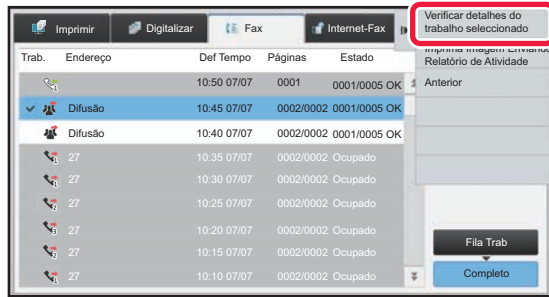 Imprimir Digitalizar Fax Internet-Fax
Verificar detalhes do
trabalho seleccionado
Imprima Imagem Enviando
Relatório de Atividade
Anterior
Trab. Endereço Def Tempo Páginas Estado
10:50 07/07 0001 0001/0005 OK
Difusão 10:45 07/07 0002/0002 0001/0005 OK
Difusão 10:40 07/07 0002/0002 0001/0005 OK
27 10:35 07/07 0002/0002 Ocupado
27 10:30 07/07 0002/0002 Ocupado
27 10:25 07/07 0002/0002 Ocupado
27 10:20 07/07 0002/0002 Ocupado
27 10:15 07/07 0002/0002 Ocupado
27 10:10 07/07 0002/0002 Ocupado
Fila Trab
Completo